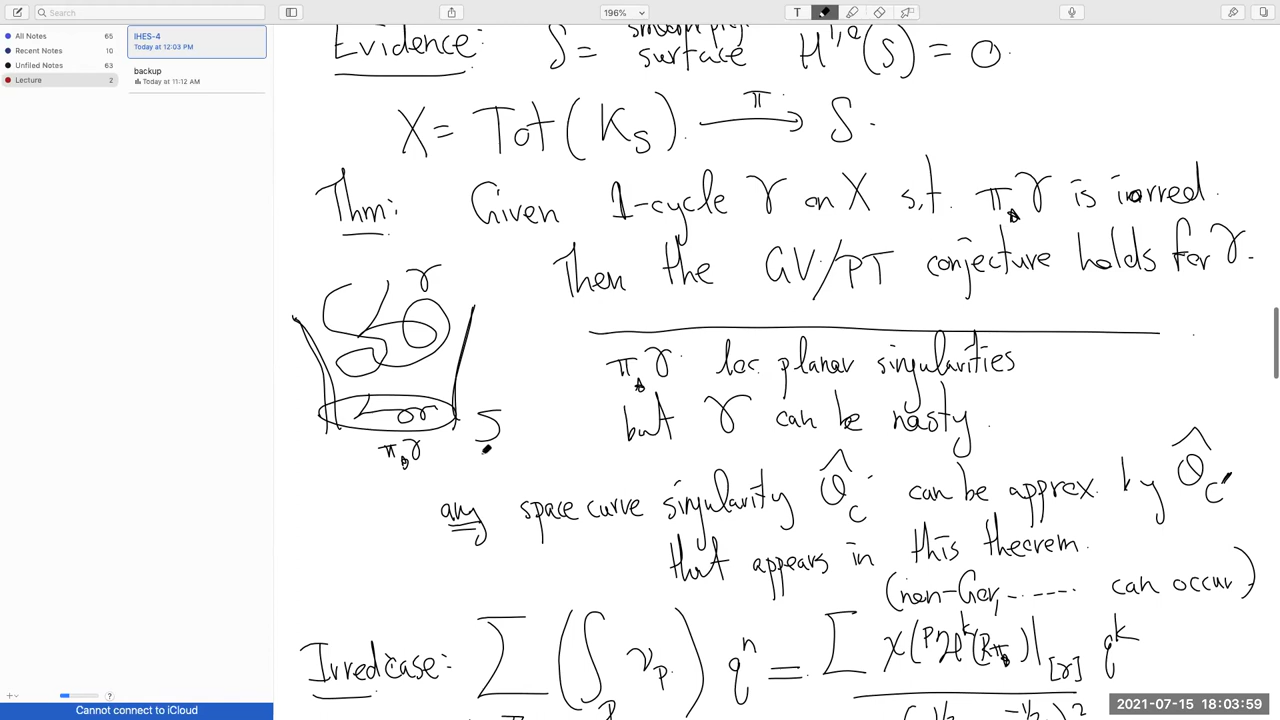 Search
196%
T
All Notes 65
Recent Notes 10
Unfiled Notes 63
Lecture 2
IHES-4
Today at 12:03 PM
backup
Today at 11:12 AM
Evidence: S = surface H^{1,0}(S) = 0.
X = Tot(K_S) —π→ S.
Thm: Given 1-cycle γ on X s.t. π_*γ is irred.
Then the GV/PT conjecture holds for γ.
γ
S
π_*γ
π_*γ loc. planar singularities
but γ can be nasty.
any space curve singularity Ô_C can be approx. by Ô_C'
that appears in this theorem.
(non-Gor, ..... can occur)
Irred case: Σ (∫ ν_P) q^n = Σ χ(^pH^k(Rπ_*)|_[γ]) q^k
Cannot connect to iCloud
2021-07-15 18:03:59